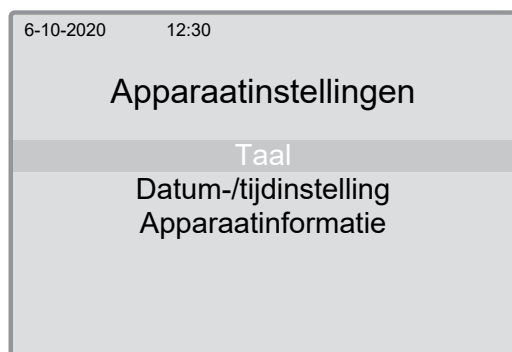 6-10-2020 12:30
Apparaatinstellingen
Taal
Datum-/tijdinstelling
Apparaatinformatie